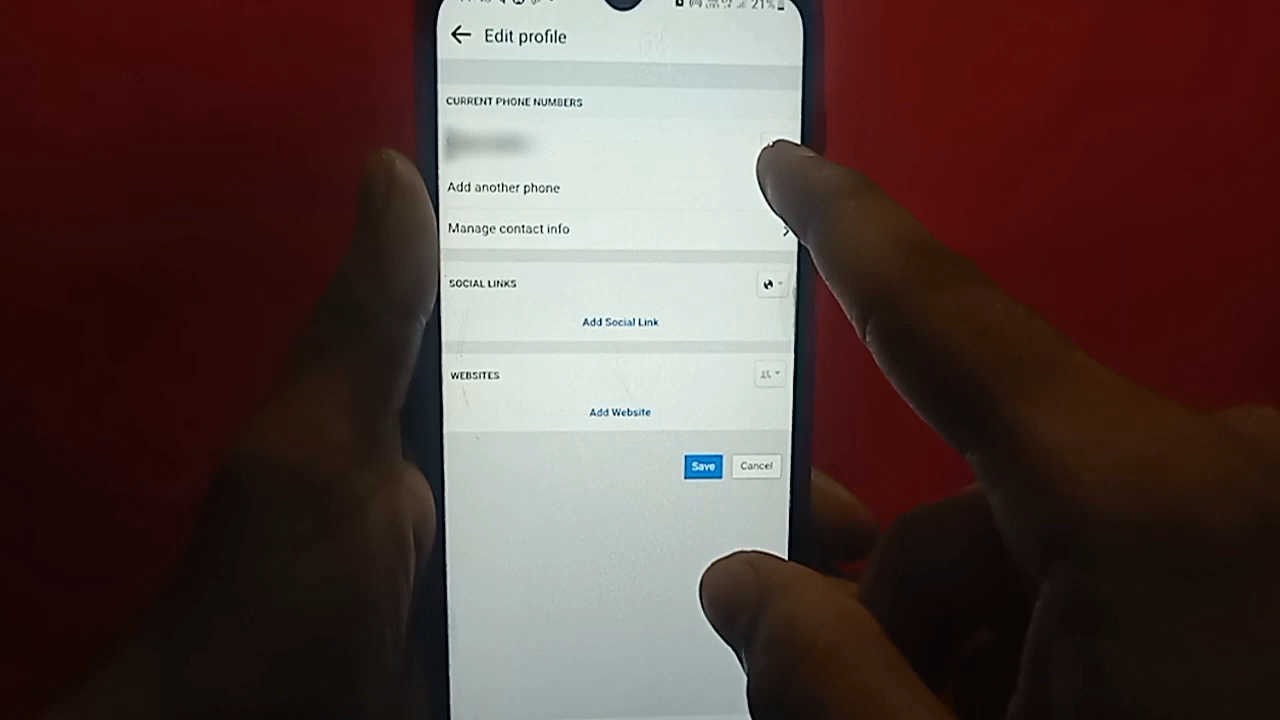 21%
Edit profile
CURRENT PHONE NUMBERS
Add another phone
Manage contact info
SOCIAL LINKS
Add Social Link
WEBSITES
Add Website
Save Cancel